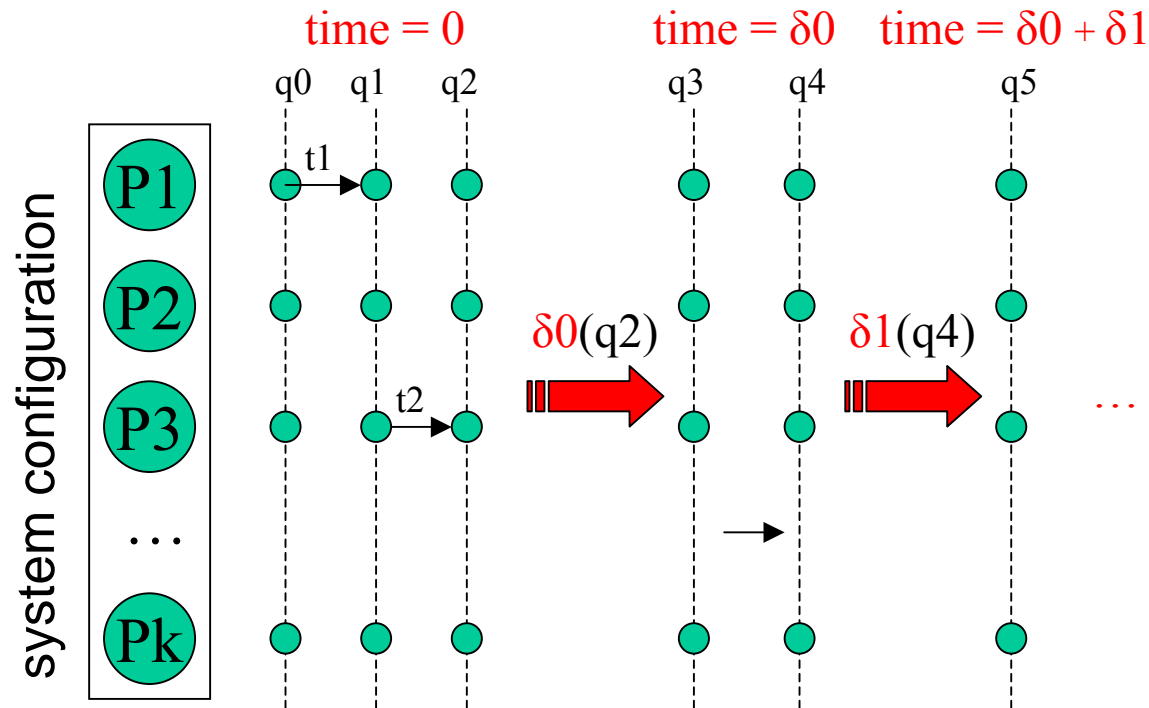 time = 0
time = δ0
time = δ0 + δ1
q0
q1
q2
q3
q4
q5
system configuration
P1
t1
P2
δ0(q2)
δ1(q4)
P3
t2
…
…
Pk